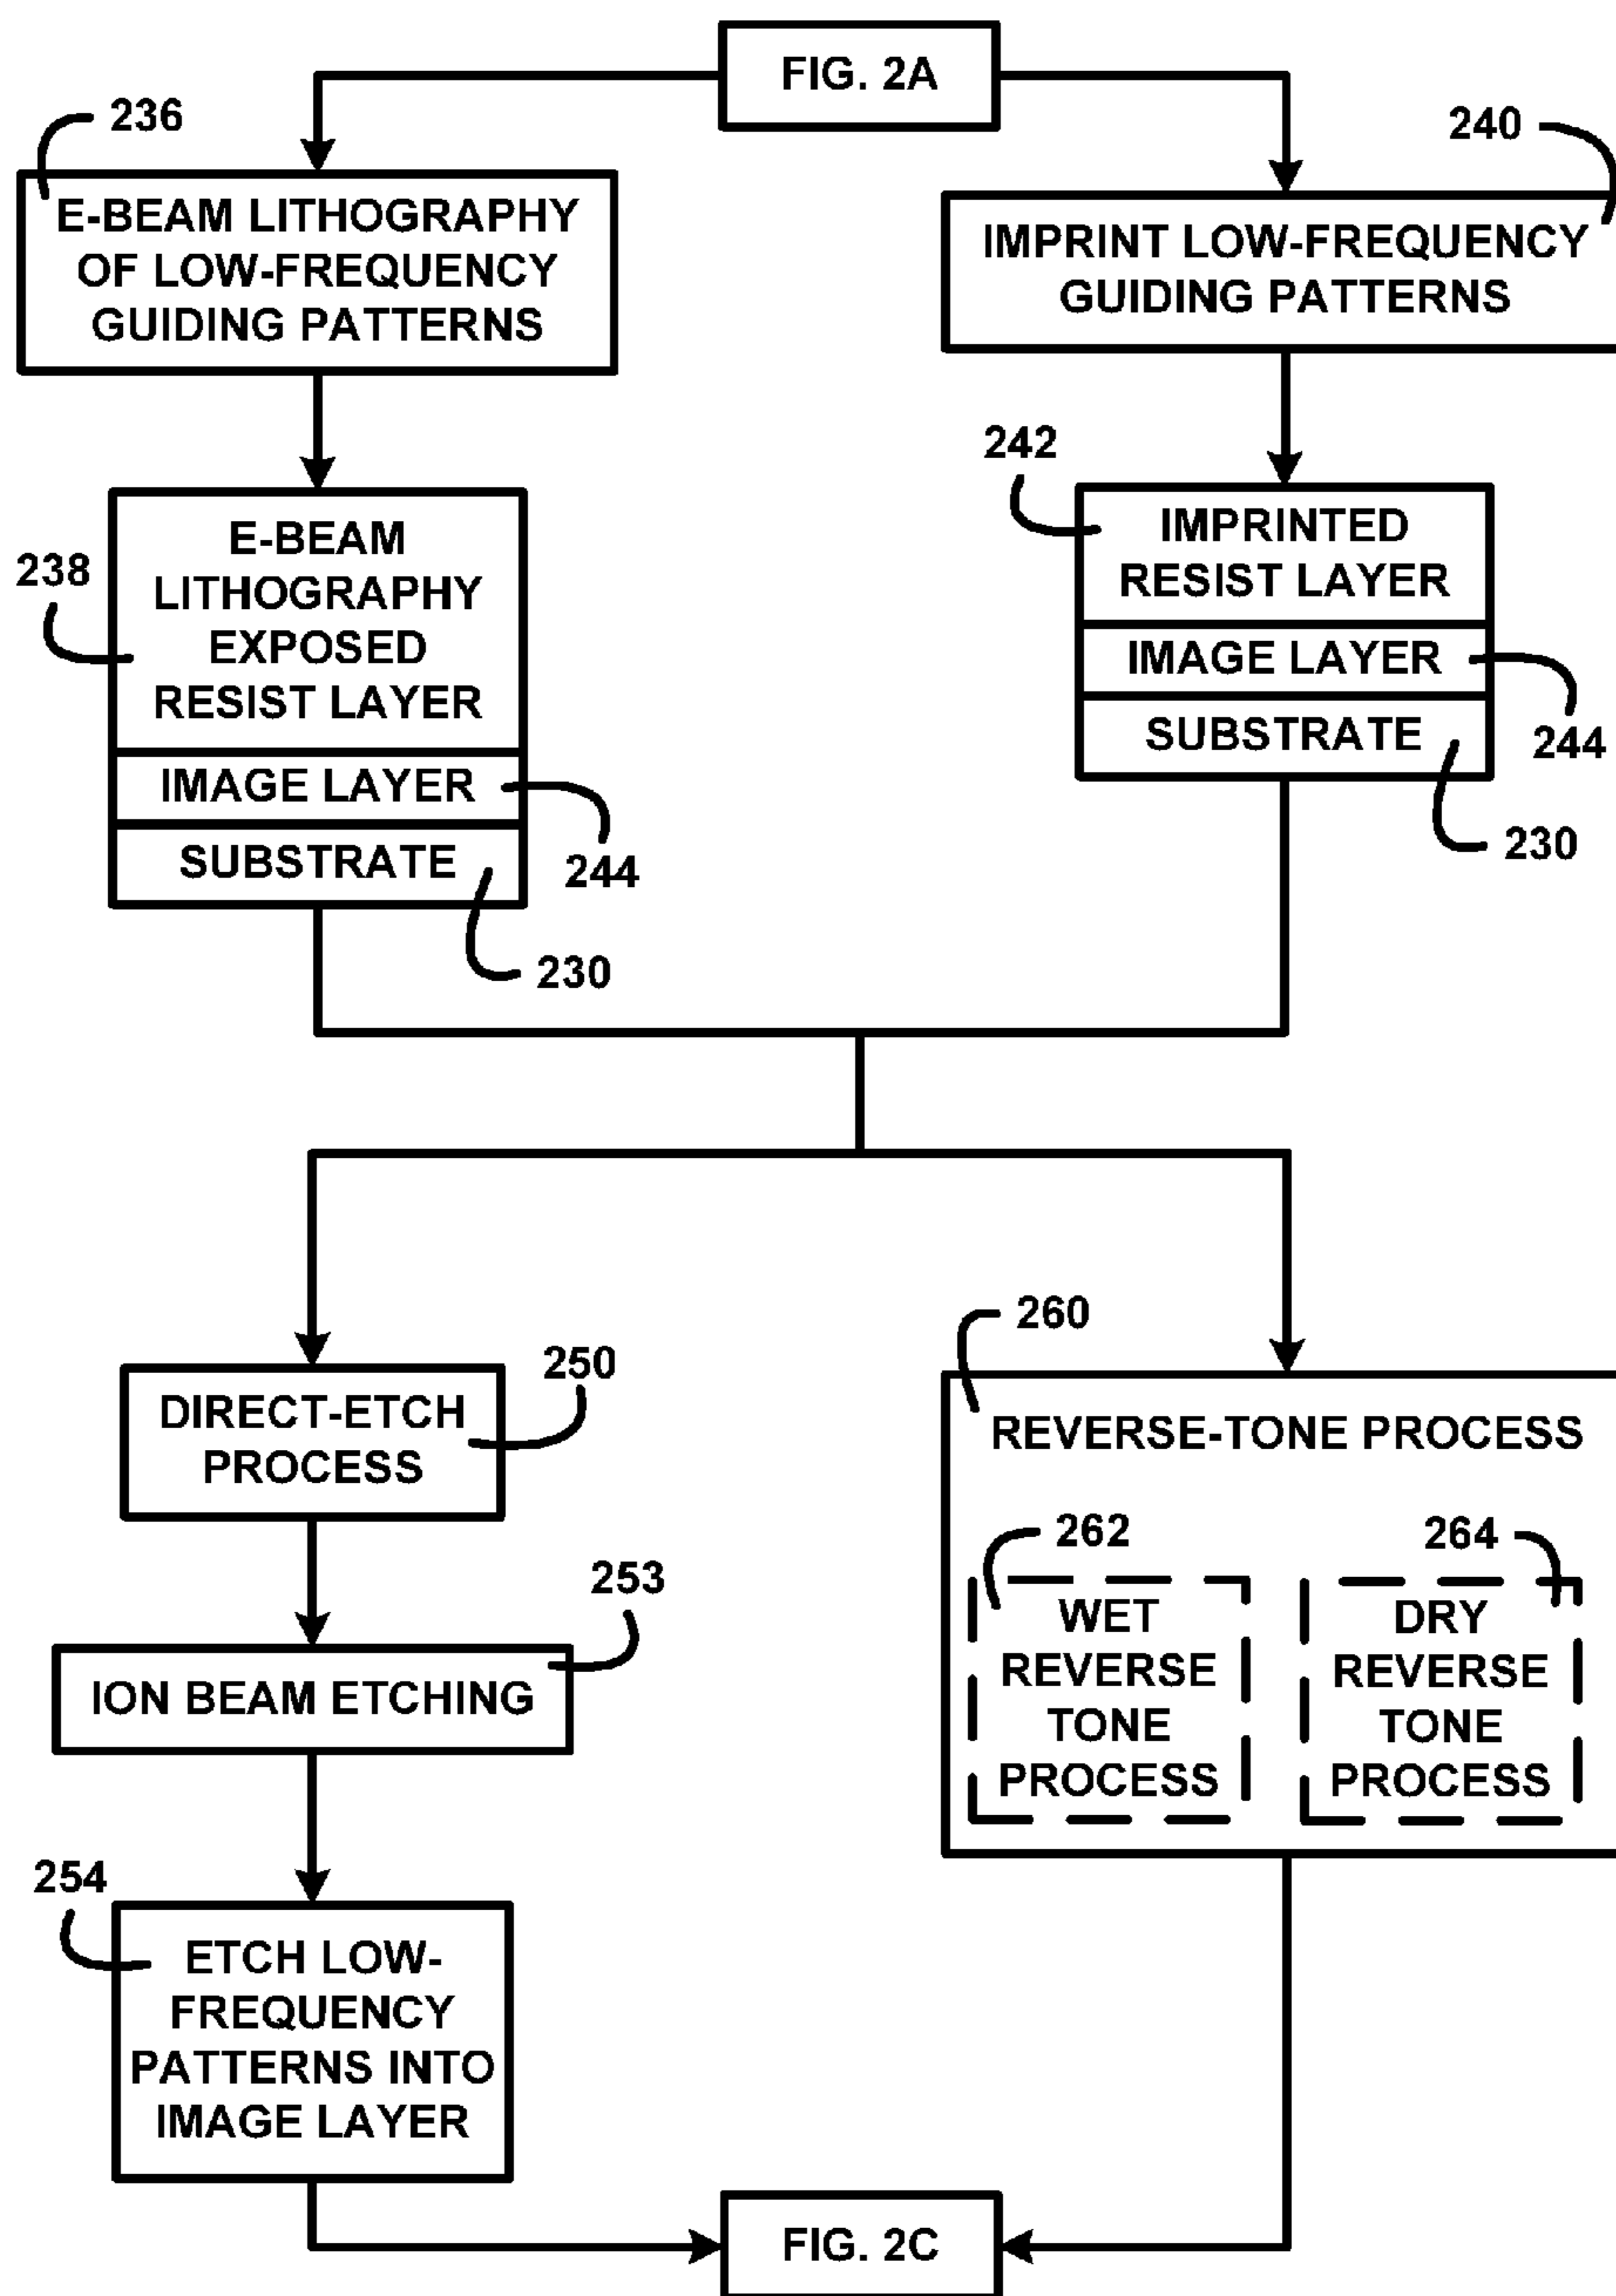 FIG. 2A
236
E-BEAM LITHOGRAPHY
OF LOW-FREQUENCY
GUIDING PATTERNS
240
IMPRINT LOW-FREQUENCY
GUIDING PATTERNS
238
E-BEAM
LITHOGRAPHY
EXPOSED
RESIST LAYER
IMAGE LAYER
SUBSTRATE
244
230
242
IMPRINTED
RESIST LAYER
IMAGE LAYER
SUBSTRATE
244
230
250
DIRECT-ETCH
PROCESS
253
ION BEAM ETCHING
254
ETCH LOW-
FREQUENCY
PATTERNS INTO
IMAGE LAYER
260
REVERSE-TONE PROCESS
262
WET
REVERSE
TONE
PROCESS
264
DRY
REVERSE
TONE
PROCESS
FIG. 2C